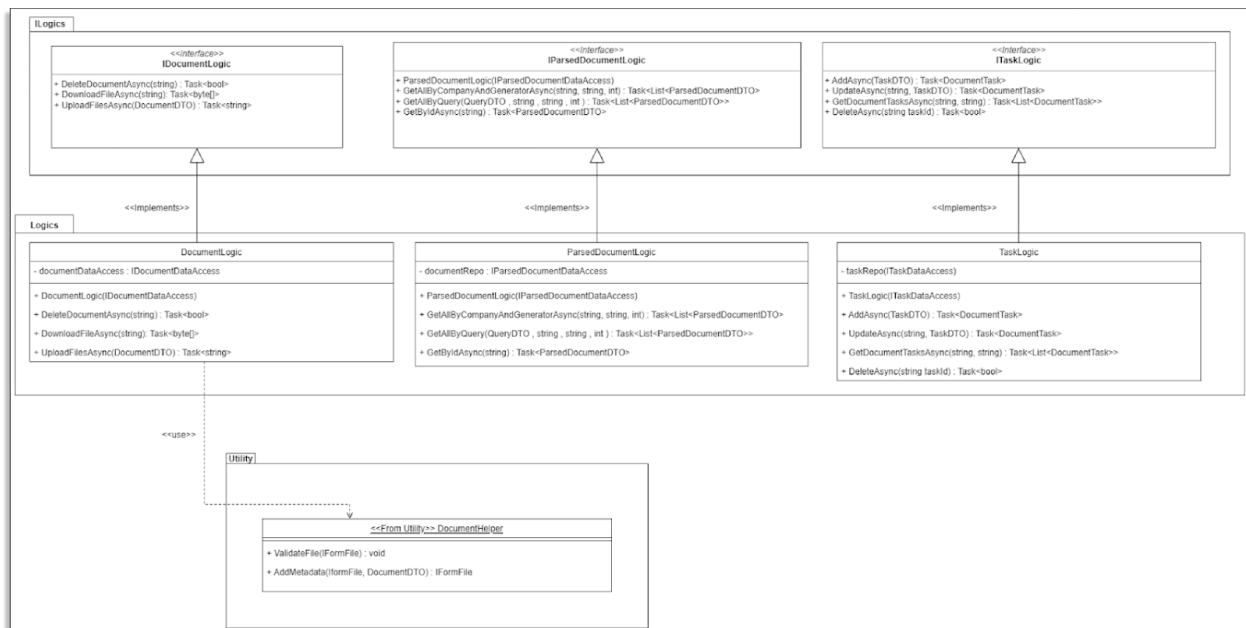 ILogics
<<interface>>
IDocumentLogic
+ DeleteDocumentAsync(string) : Task<bool>
+ DownloadFileAsync(string): Task<byte[]>
+ UploadFilesAsync(DocumentDTO) : Task<string>
<<interface>>
IParsedDocumentLogic
+ ParsedDocumentLogic(IParsedDocumentDataAccess)
+ GetAllByCompanyAndGeneratorAsync(string, string, int) : Task<List<ParsedDocumentDTO>
+ GetAllByQuery(QueryDTO , string , string , int ) : Task<List<ParsedDocumentDTO>>
+ GetByIdAsync(string) : Task<ParsedDocumentDTO>
<<interface>>
ITaskLogic
+ AddAsync(TaskDTO) : Task<DocumentTask>
+ UpdateAsync(string, TaskDTO) : Task<DocumentTask>
+ GetDocumentTasksAsync(string, string) : Task<List<DocumentTask>>
+ DeleteAsync(string taskId) : Task<bool>
<<Implements>>
<<Implements>>
<<Implements>>
Logics
DocumentLogic
- documentDataAccess : IDocumentDataAccess
+ DocumentLogic(IDocumentDataAccess)
+ DeleteDocumentAsync(string) : Task<bool>
+ DownloadFileAsync(string): Task<byte[]>
+ UploadFilesAsync(DocumentDTO) : Task<string>
ParsedDocumentLogic
- documentRepo : IParsedDocumentDataAccess
+ ParsedDocumentLogic(IParsedDocumentDataAccess)
+ GetAllByCompanyAndGeneratorAsync(string, string, int) : Task<List<ParsedDocumentDTO>
+ GetAllByQuery(QueryDTO , string , string , int ) : Task<List<ParsedDocumentDTO>>
+ GetByIdAsync(string) : Task<ParsedDocumentDTO>
TaskLogic
- taskRepo(ITaskDataAccess)
+ TaskLogic(ITaskDataAccess)
+ AddAsync(TaskDTO) : Task<DocumentTask>
+ UpdateAsync(string, TaskDTO) : Task<DocumentTask>
+ GetDocumentTasksAsync(string, string) : Task<List<DocumentTask>>
+ DeleteAsync(string taskId) : Task<bool>
<<use>>
Utility
<<From Utility>> DocumentHelper
+ ValidateFile(IFormFile) : void
+ AddMetadata(IformFile, DocumentDTO) : IFormFile